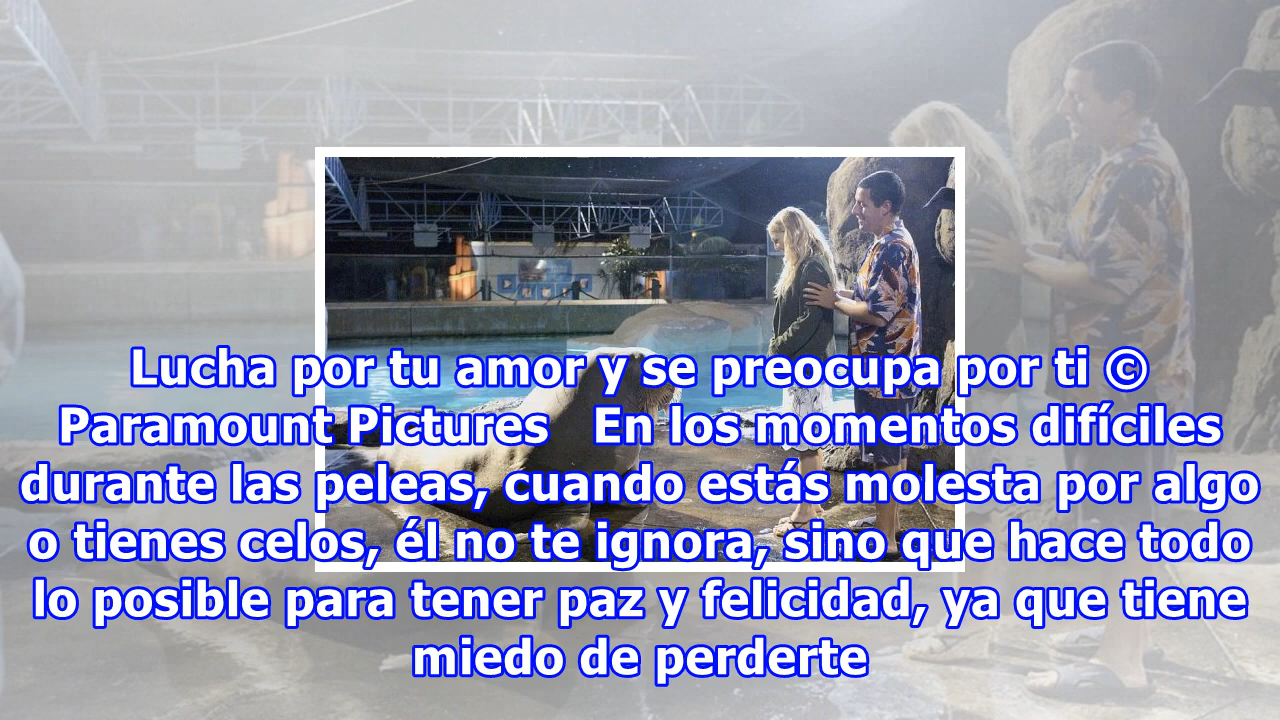 Lucha por tu amor y se preocupa por ti ©
Paramount Pictures En los momentos difíciles
durante las peleas, cuando estás molesta por algo
o tienes celos, él no te ignora, sino que hace todo
lo posible para tener paz y felicidad, ya que tiene
miedo de perderte